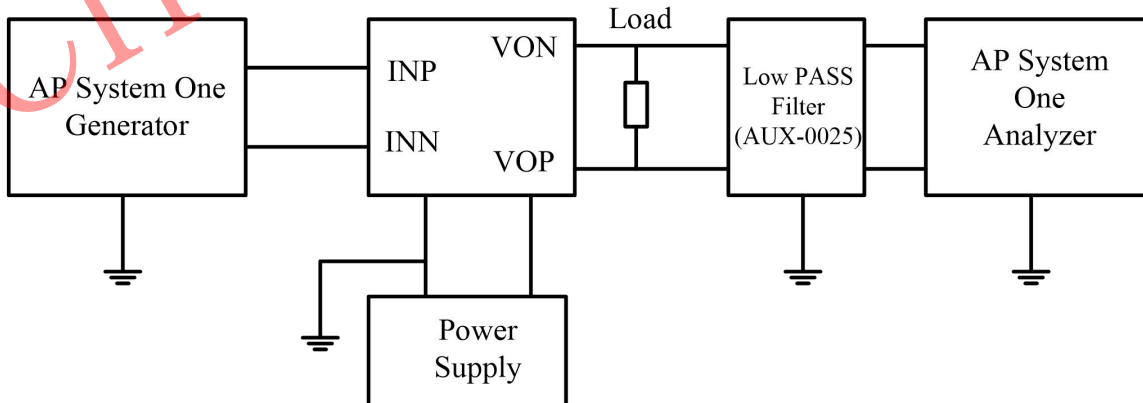 Load
AP System One
Generator
INP
INN
VON
VOP
Low PASS
Filter
(AUX-0025)
AP System
One
Analyzer
Power
Supply